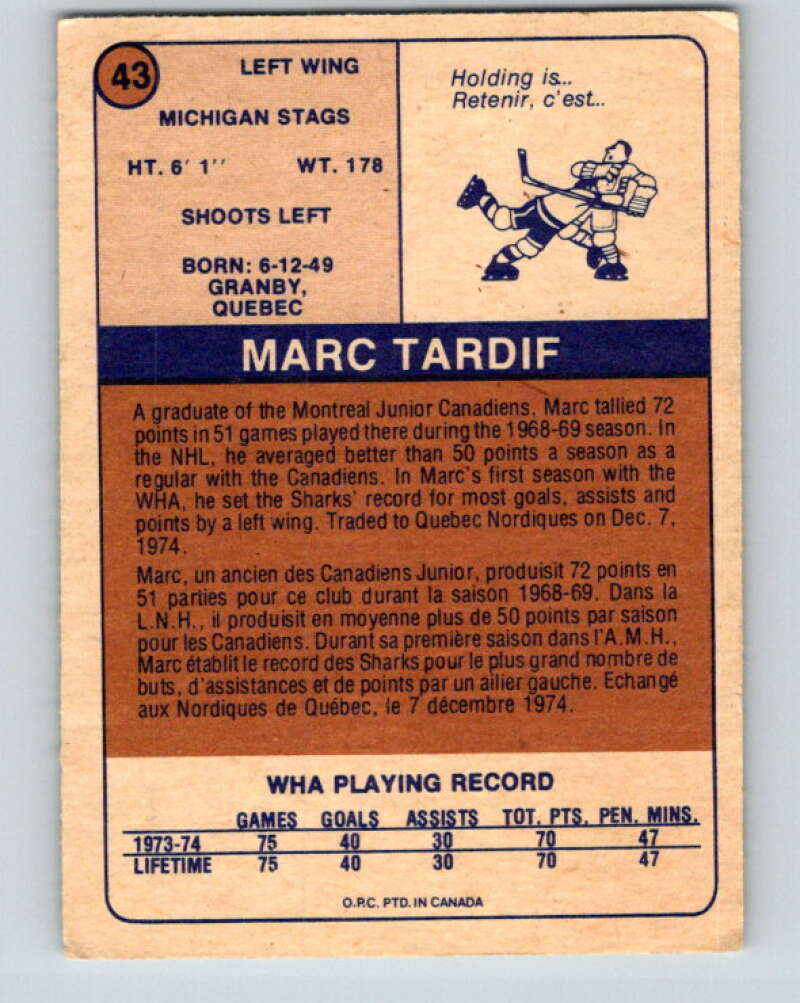 43
LEFT WING
MICHIGAN STAGS
HT. 6' 1'' WT. 178
SHOOTS LEFT
BORN: 6-12-49
GRANBY,
QUEBEC
Holding is...
Retenir, c'est...
MARC TARDIF
A graduate of the Montreal Junior Canadiens, Marc tallied 72
points in 51 games played there during the 1968-69 season. In
the NHL, he averaged better than 50 points a season as a
regular with the Canadiens. In Marc's first season with the
WHA, he set the Sharks' record for most goals, assists and
points by a left wing. Traded to Quebec Nordiques on Dec. 7,
1974.
Marc, un ancien des Canadiens Junior, produisit 72 points en
51 parties pour ce club durant la saison 1968-69. Dans la
L.N.H., il produisit en moyenne plus de 50 points par saison
pour les Canadiens. Durant sa première saison dans l'A.M.H.,
Marc établit le record des Sharks pour le plus grand nombre de
buts, d'assistances et de points par un ailier gauche. Echangé
aux Nordiques de Québec, le 7 décembre 1974.
WHA PLAYING RECORD
GAMES GOALS ASSISTS TOT. PTS. PEN. MINS.
1973-74 75 40 30 70 47
LIFETIME 75 40 30 70 47
O.P.C. PTD. IN CANADA